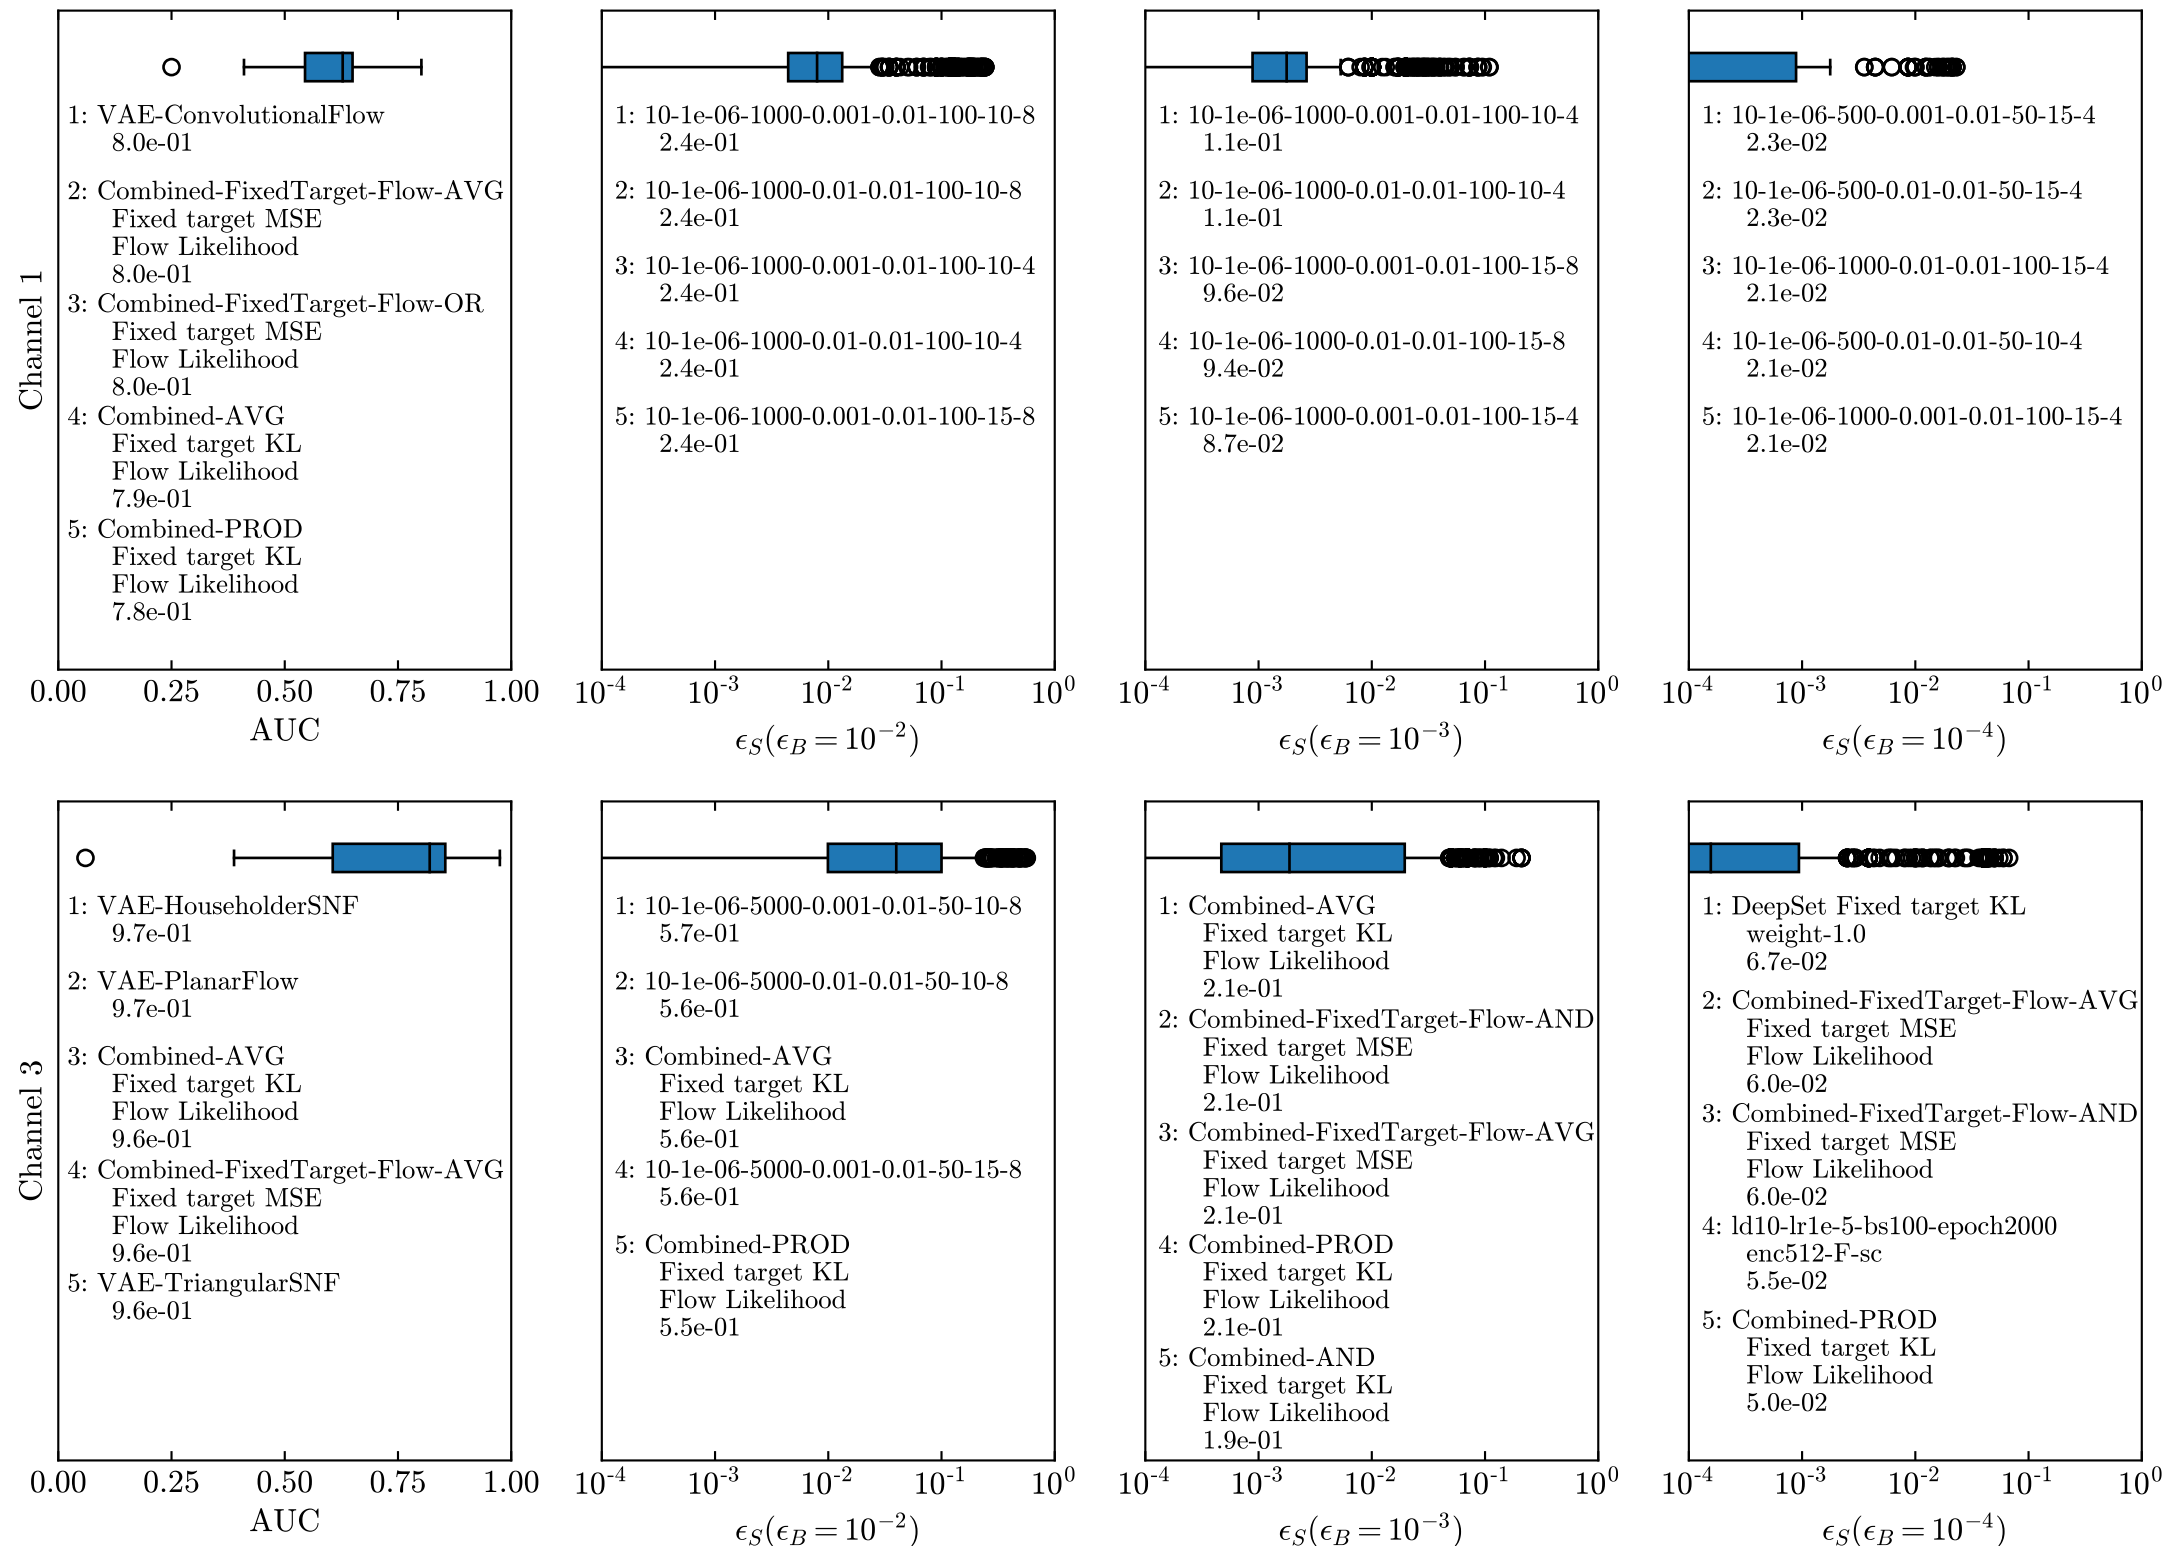 Channel 1
1: VAE-ConvolutionalFlow
8.0e-01
2: Combined-FixedTarget-Flow-AVG
Fixed target MSE
Flow Likelihood
8.0e-01
3: Combined-FixedTarget-Flow-OR
Fixed target MSE
Flow Likelihood
8.0e-01
4: Combined-AVG
Fixed target KL
Flow Likelihood
7.9e-01
5: Combined-PROD
Fixed target KL
Flow Likelihood
7.8e-01
0.00 0.25 0.50 0.75 1.00
AUC
1: 10-1e-06-1000-0.001-0.01-100-10-8
2.4e-01
2: 10-1e-06-1000-0.01-0.01-100-10-8
2.4e-01
3: 10-1e-06-1000-0.001-0.01-100-10-4
2.4e-01
4: 10-1e-06-1000-0.01-0.01-100-10-4
2.4e-01
5: 10-1e-06-1000-0.001-0.01-100-15-8
2.4e-01
10⁻⁴ 10⁻³ 10⁻² 10⁻¹ 10⁰
ϵ_S(ϵ_B = 10⁻²)
1: 10-1e-06-1000-0.001-0.01-100-10-4
1.1e-01
2: 10-1e-06-1000-0.01-0.01-100-10-4
1.1e-01
3: 10-1e-06-1000-0.001-0.01-100-15-8
9.6e-02
4: 10-1e-06-1000-0.01-0.01-100-15-8
9.4e-02
5: 10-1e-06-1000-0.001-0.01-100-15-4
8.7e-02
10⁻⁴ 10⁻³ 10⁻² 10⁻¹ 10⁰
ϵ_S(ϵ_B = 10⁻³)
1: 10-1e-06-500-0.001-0.01-50-15-4
2.3e-02
2: 10-1e-06-500-0.01-0.01-50-15-4
2.3e-02
3: 10-1e-06-1000-0.01-0.01-100-15-4
2.1e-02
4: 10-1e-06-500-0.01-0.01-50-10-4
2.1e-02
5: 10-1e-06-1000-0.001-0.01-100-15-4
2.1e-02
10⁻⁴ 10⁻³ 10⁻² 10⁻¹ 10⁰
ϵ_S(ϵ_B = 10⁻⁴)
Channel 3
1: VAE-HouseholderSNF
9.7e-01
2: VAE-PlanarFlow
9.7e-01
3: Combined-AVG
Fixed target KL
Flow Likelihood
9.6e-01
4: Combined-FixedTarget-Flow-AVG
Fixed target MSE
Flow Likelihood
9.6e-01
5: VAE-TriangularSNF
9.6e-01
0.00 0.25 0.50 0.75 1.00
AUC
1: 10-1e-06-5000-0.001-0.01-50-10-8
5.7e-01
2: 10-1e-06-5000-0.01-0.01-50-10-8
5.6e-01
3: Combined-AVG
Fixed target KL
Flow Likelihood
5.6e-01
4: 10-1e-06-5000-0.001-0.01-50-15-8
5.6e-01
5: Combined-PROD
Fixed target KL
Flow Likelihood
5.5e-01
10⁻⁴ 10⁻³ 10⁻² 10⁻¹ 10⁰
ϵ_S(ϵ_B = 10⁻²)
1: Combined-AVG
Fixed target KL
Flow Likelihood
2.1e-01
2: Combined-FixedTarget-Flow-AND
Fixed target MSE
Flow Likelihood
2.1e-01
3: Combined-FixedTarget-Flow-AVG
Fixed target MSE
Flow Likelihood
2.1e-01
4: Combined-PROD
Fixed target KL
Flow Likelihood
2.1e-01
5: Combined-AND
Fixed target KL
Flow Likelihood
1.9e-01
10⁻⁴ 10⁻³ 10⁻² 10⁻¹ 10⁰
ϵ_S(ϵ_B = 10⁻³)
1: DeepSet Fixed target KL
weight-1.0
6.7e-02
2: Combined-FixedTarget-Flow-AVG
Fixed target MSE
Flow Likelihood
6.0e-02
3: Combined-FixedTarget-Flow-AND
Fixed target MSE
Flow Likelihood
6.0e-02
4: ld10-lr1e-5-bs100-epoch2000
enc512-F-sc
5.5e-02
5: Combined-PROD
Fixed target KL
Flow Likelihood
5.0e-02
10⁻⁴ 10⁻³ 10⁻² 10⁻¹ 10⁰
ϵ_S(ϵ_B = 10⁻⁴)